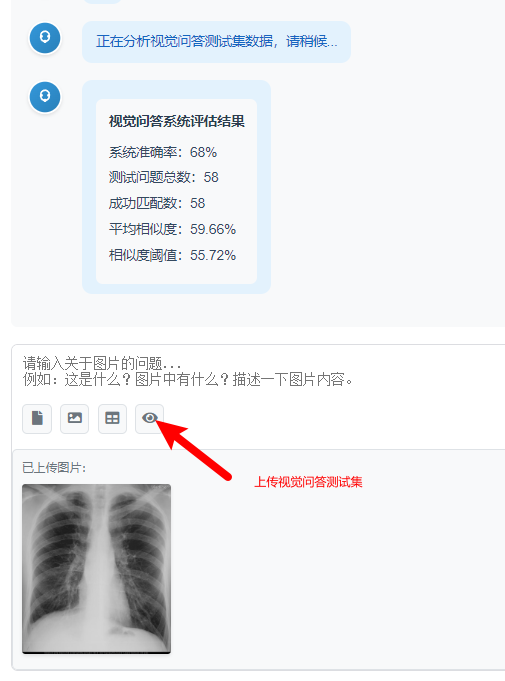 正在分析视觉问答测试集数据，请稍候...
视觉问答系统评估结果
系统准确率：68%
测试问题总数：58
成功匹配数：58
平均相似度：59.66%
相似度阈值：55.72%
请输入关于图片的问题...
例如：这是什么？图片中有什么？描述一下图片内容。
已上传图片：
上传视觉问答测试集